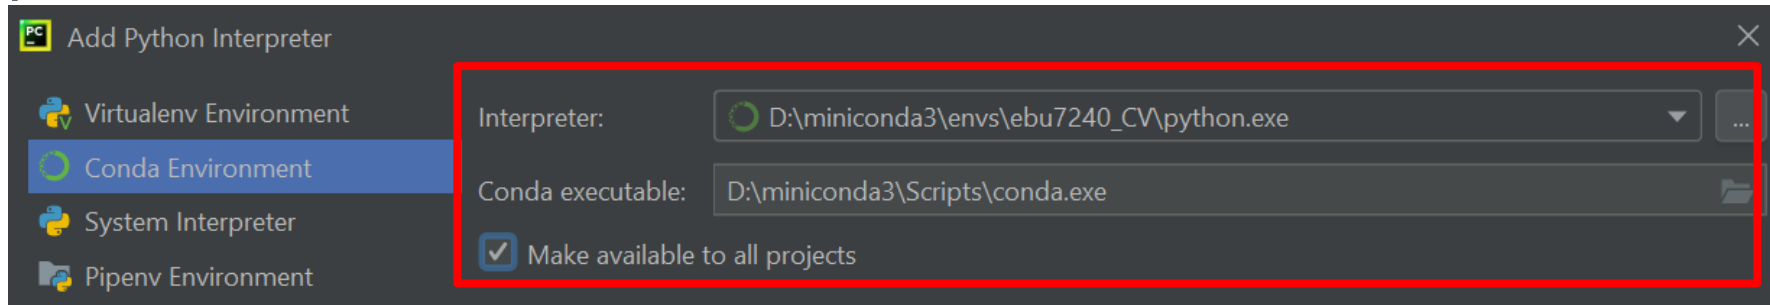 PC Add Python Interpreter
Virtualenv Environment
Conda Environment
System Interpreter
Pipenv Environment
Interpreter: D:\miniconda3\envs\ebu7240_CV\python.exe ...
Conda executable: D:\miniconda3\Scripts\conda.exe
Make available to all projects